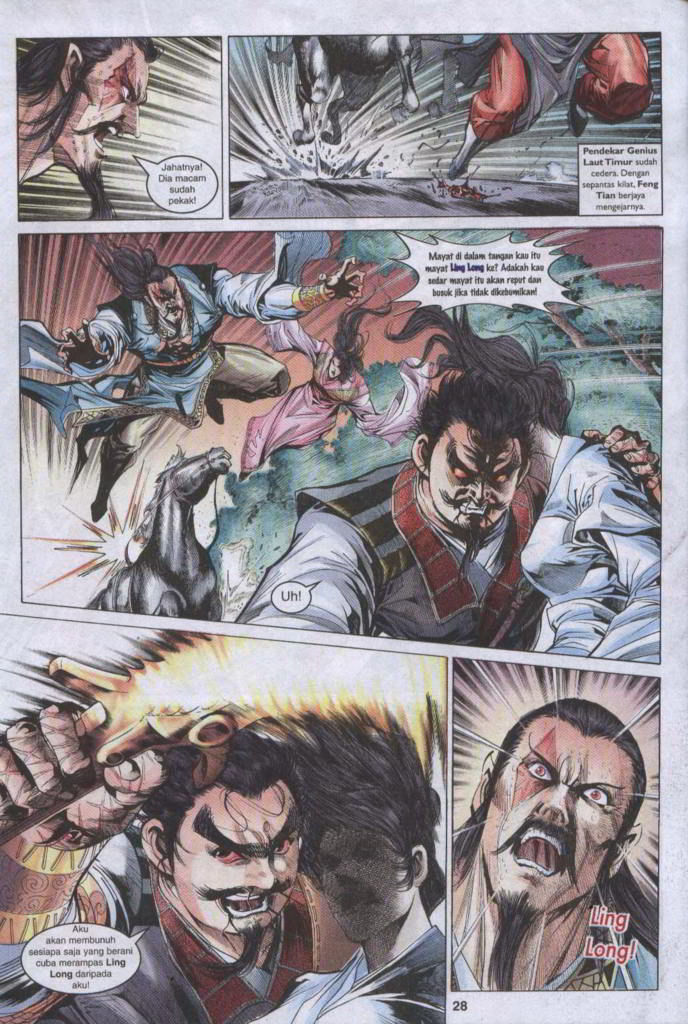 Jahatnya!
Dia macam
sudah
pekak!
Pendekar Genius
Laut Timur sudah
cedera. Dengan
sepantas kilat, Feng
Tian berjaya
mengejarnya.
Mayat di dalam tangan kau itu
mayat Ling Long ke? Adakah kau
sedar mayat itu akan reput dan
busuk jika tidak dikebumikan!
Uh!
Aku
akan membunuh
sesiapa saja yang berani
cuba merampas Ling
Long daripada
aku!
Ling
Long!
28